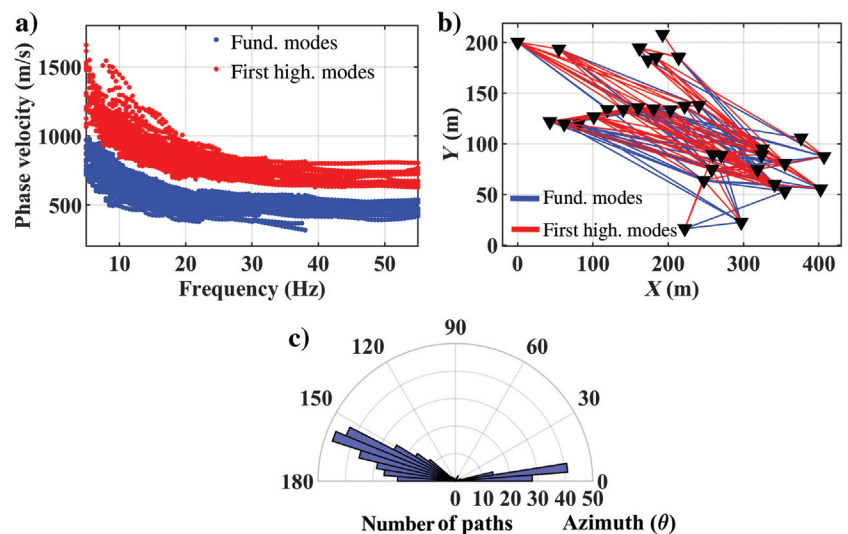 a)
Fund. modes
First high. modes
1500
1000
500
Phase velocity (m/s)
10 20 30 40 50
Frequency (Hz)
b)
200
150
100
50
0
Y (m)
Fund. modes
First high. modes
0 100 200 300 400
X (m)
c)
90
120 60
150 30
180 0
0 10 20 30 40 50
Number of paths Azimuth (θ)